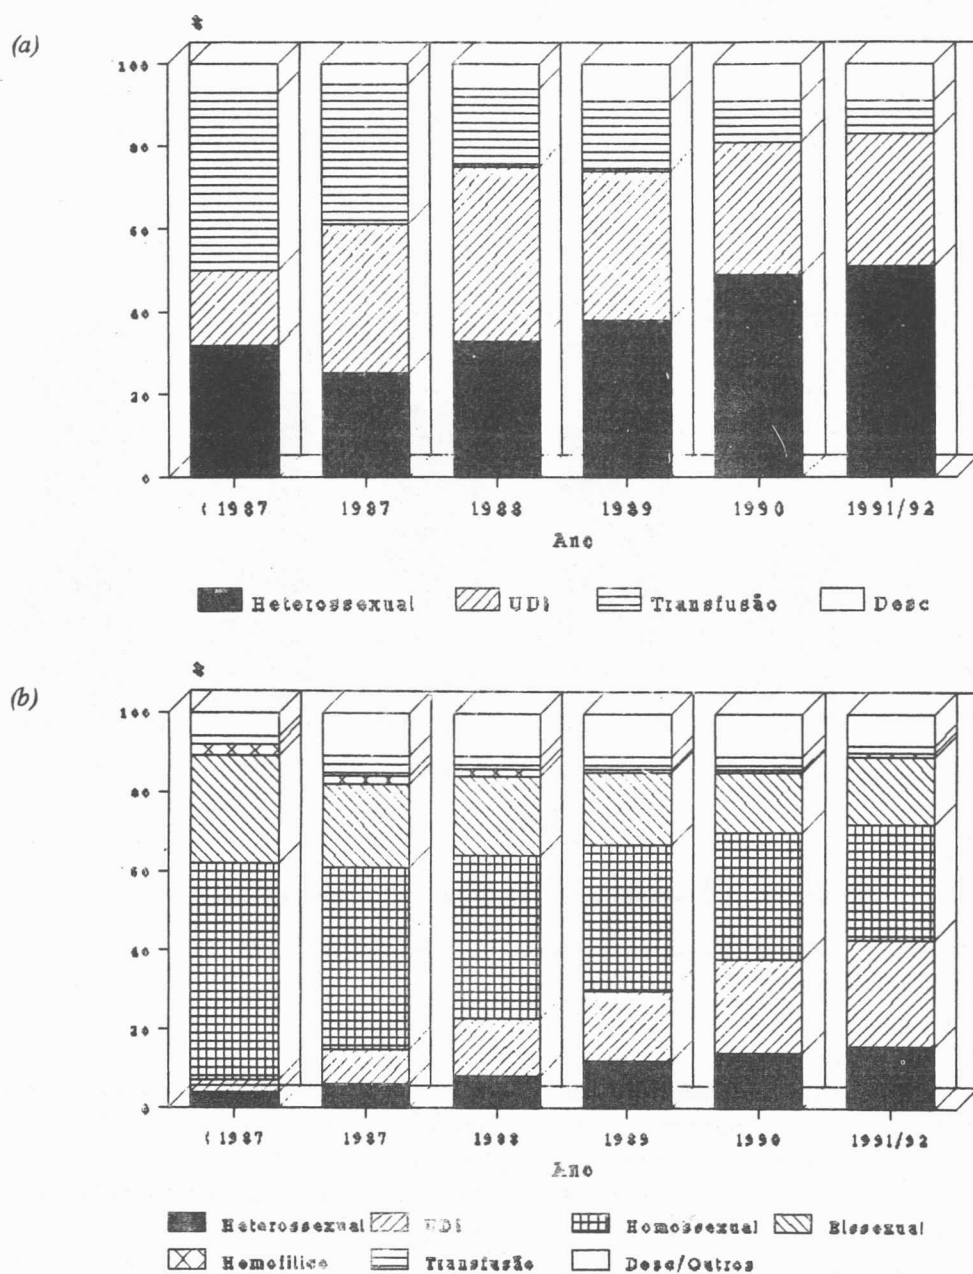 (a)
%
100
80
60
40
20
0
< 1987 1987 1988 1989 1990 1991/92
Ano
Heterossexual UDI Transfusão Desc
(b)
%
100
80
60
40
20
0
< 1987 1987 1988 1989 1990 1991/92
Ano
Heterossexual UDI Homossexual Bissexual
Hemofílico Transfusão Desc/Outros